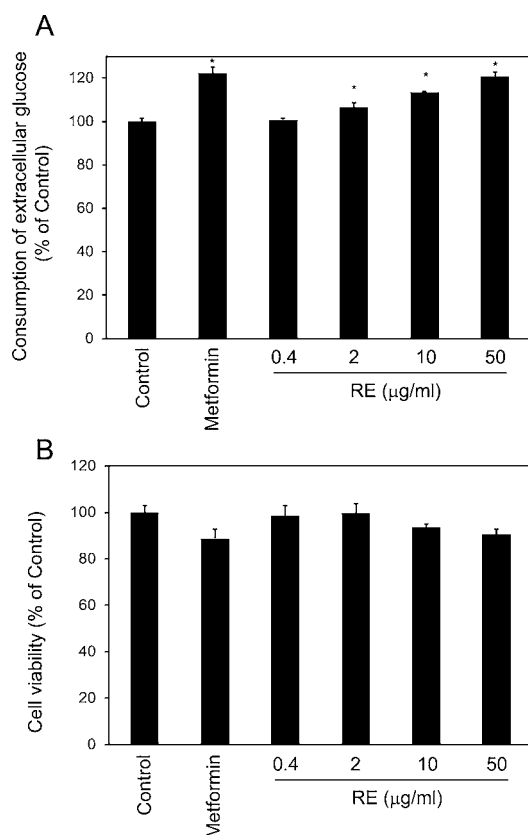 A
Consumption of extracellular glucose
(% of Control)
120
100
80
60
40
20
0
* * * *
Control
Metformin
0.4 2 10 50
RE (μg/ml)
B
Cell viability (% of Control)
120
100
80
60
40
20
0
Control
Metformin
0.4 2 10 50
RE (μg/ml)